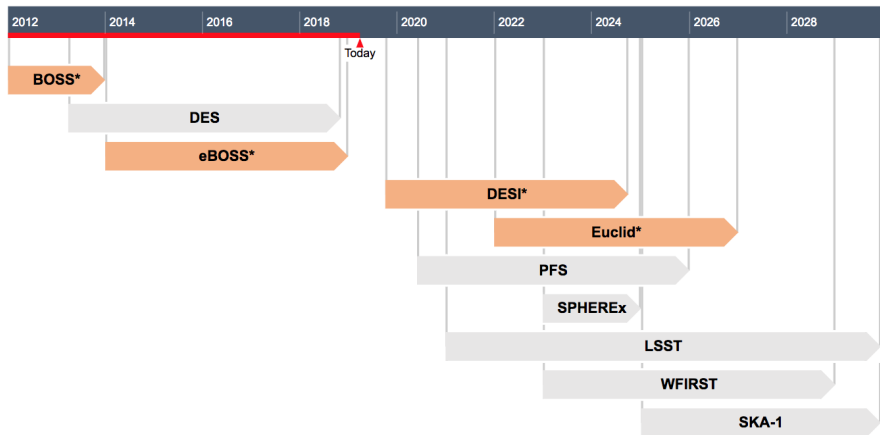 2012 2014 2016 2018 2020 2022 2024 2026 2028
Today
BOSS*
DES
eBOSS*
DESI*
Euclid*
PFS
SPHEREx
LSST
WFIRST
SKA-1